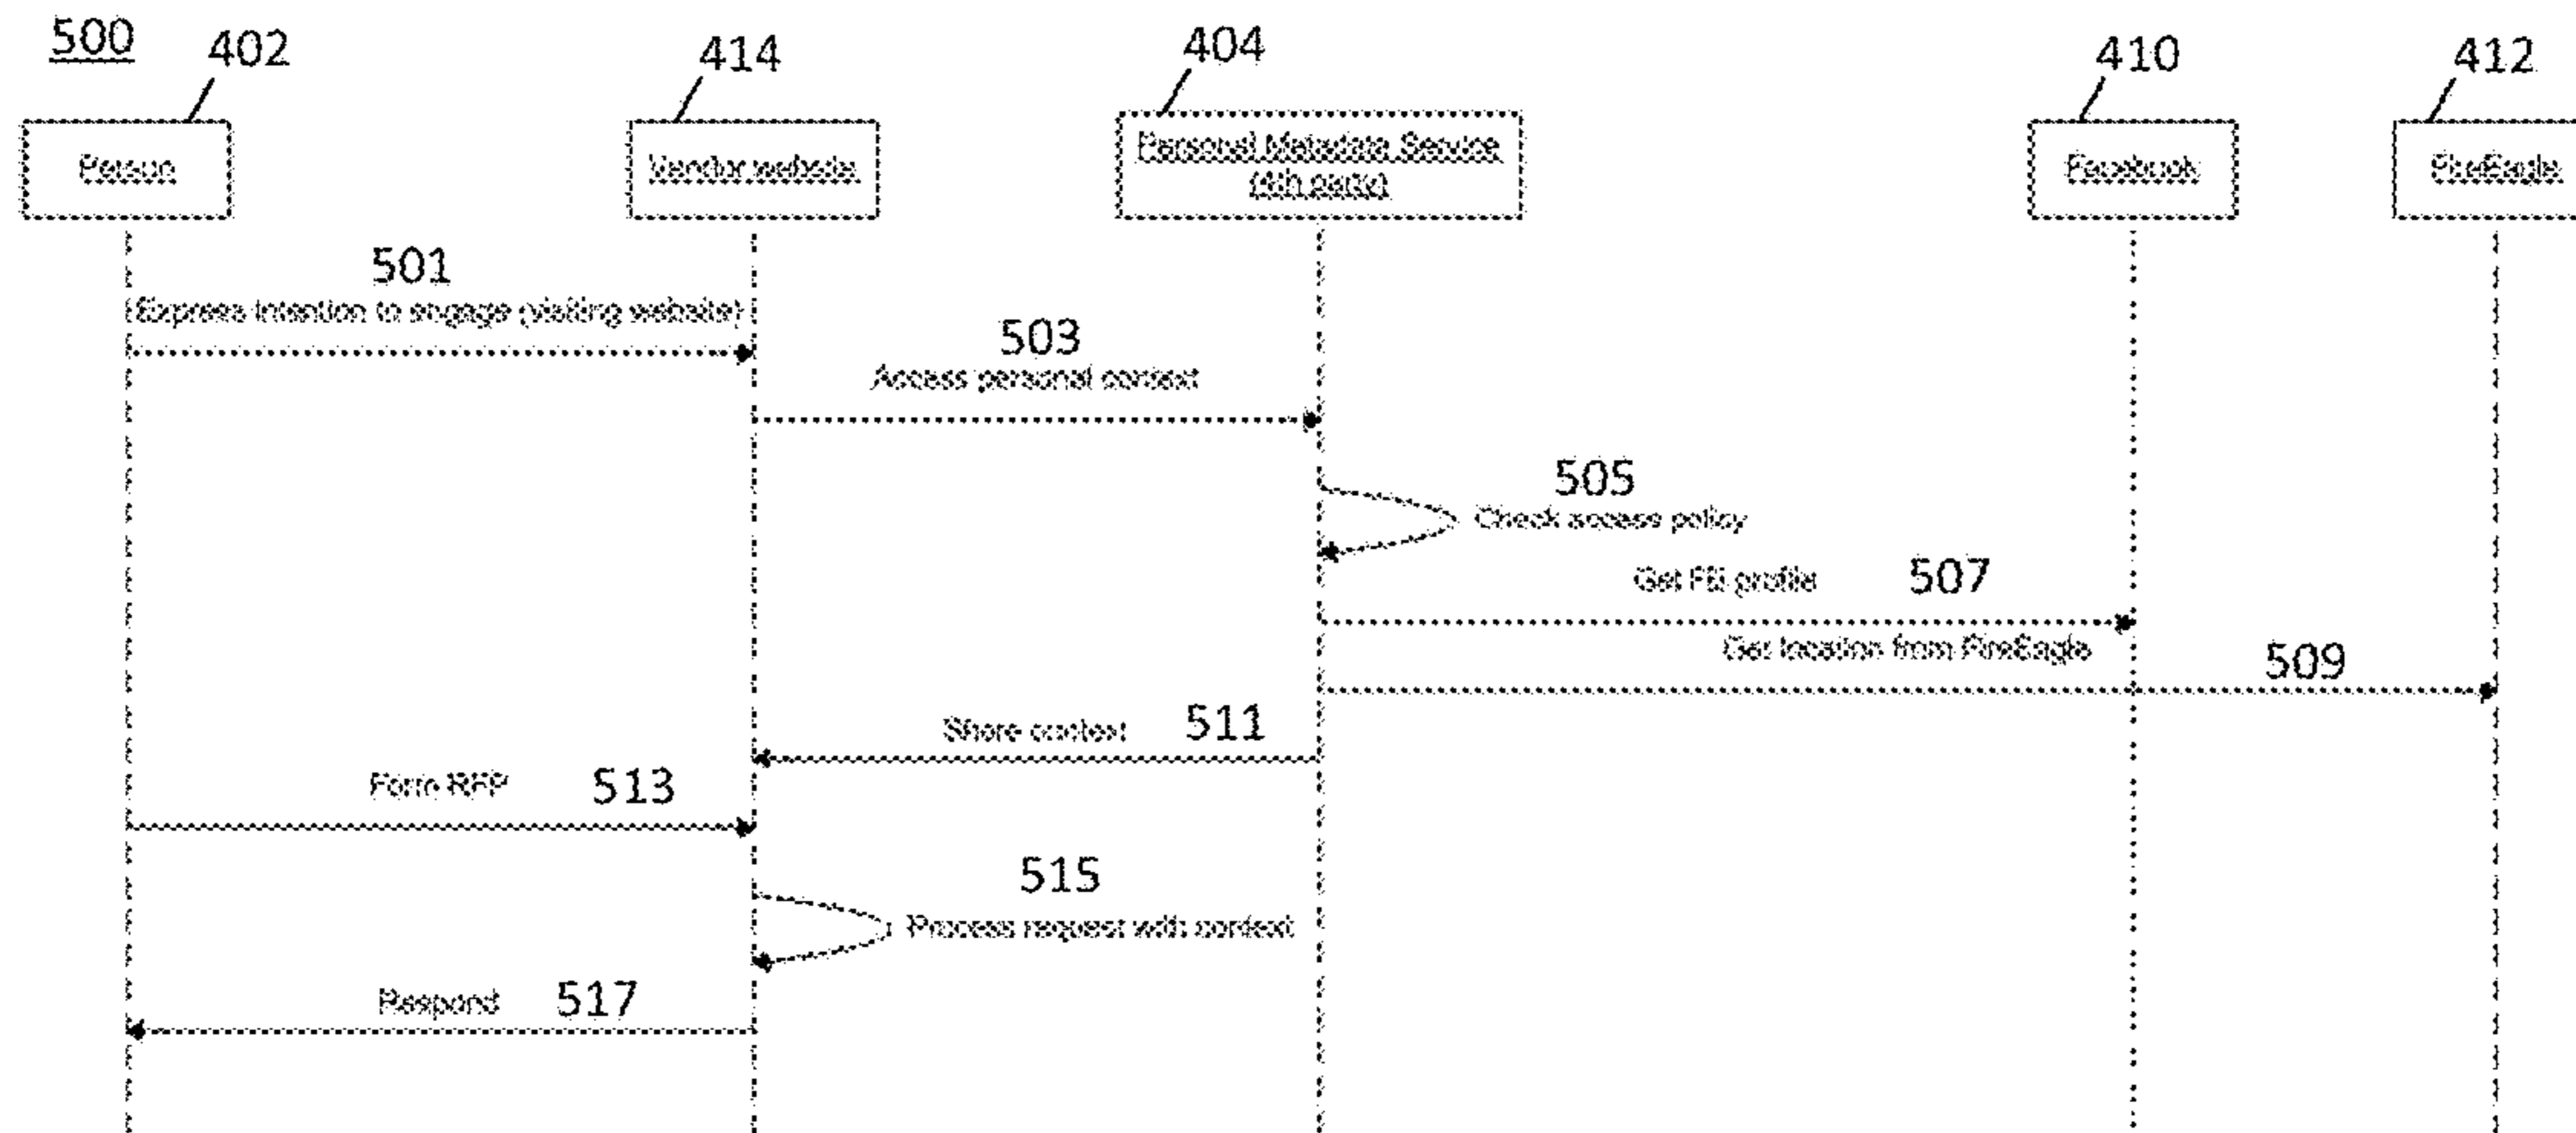 500
402
414
404
410
412
Person
Vendor website
Personal Metadata Service
(4th party)
Facebook
FireEagle
501
Express intention to engage (visiting website)
503
Access personal context
505
Check access policy
Get FB profile 507
Get location from FireEagle
509
Share context 511
Form RFP 513
515
Process request with context
Respond 517